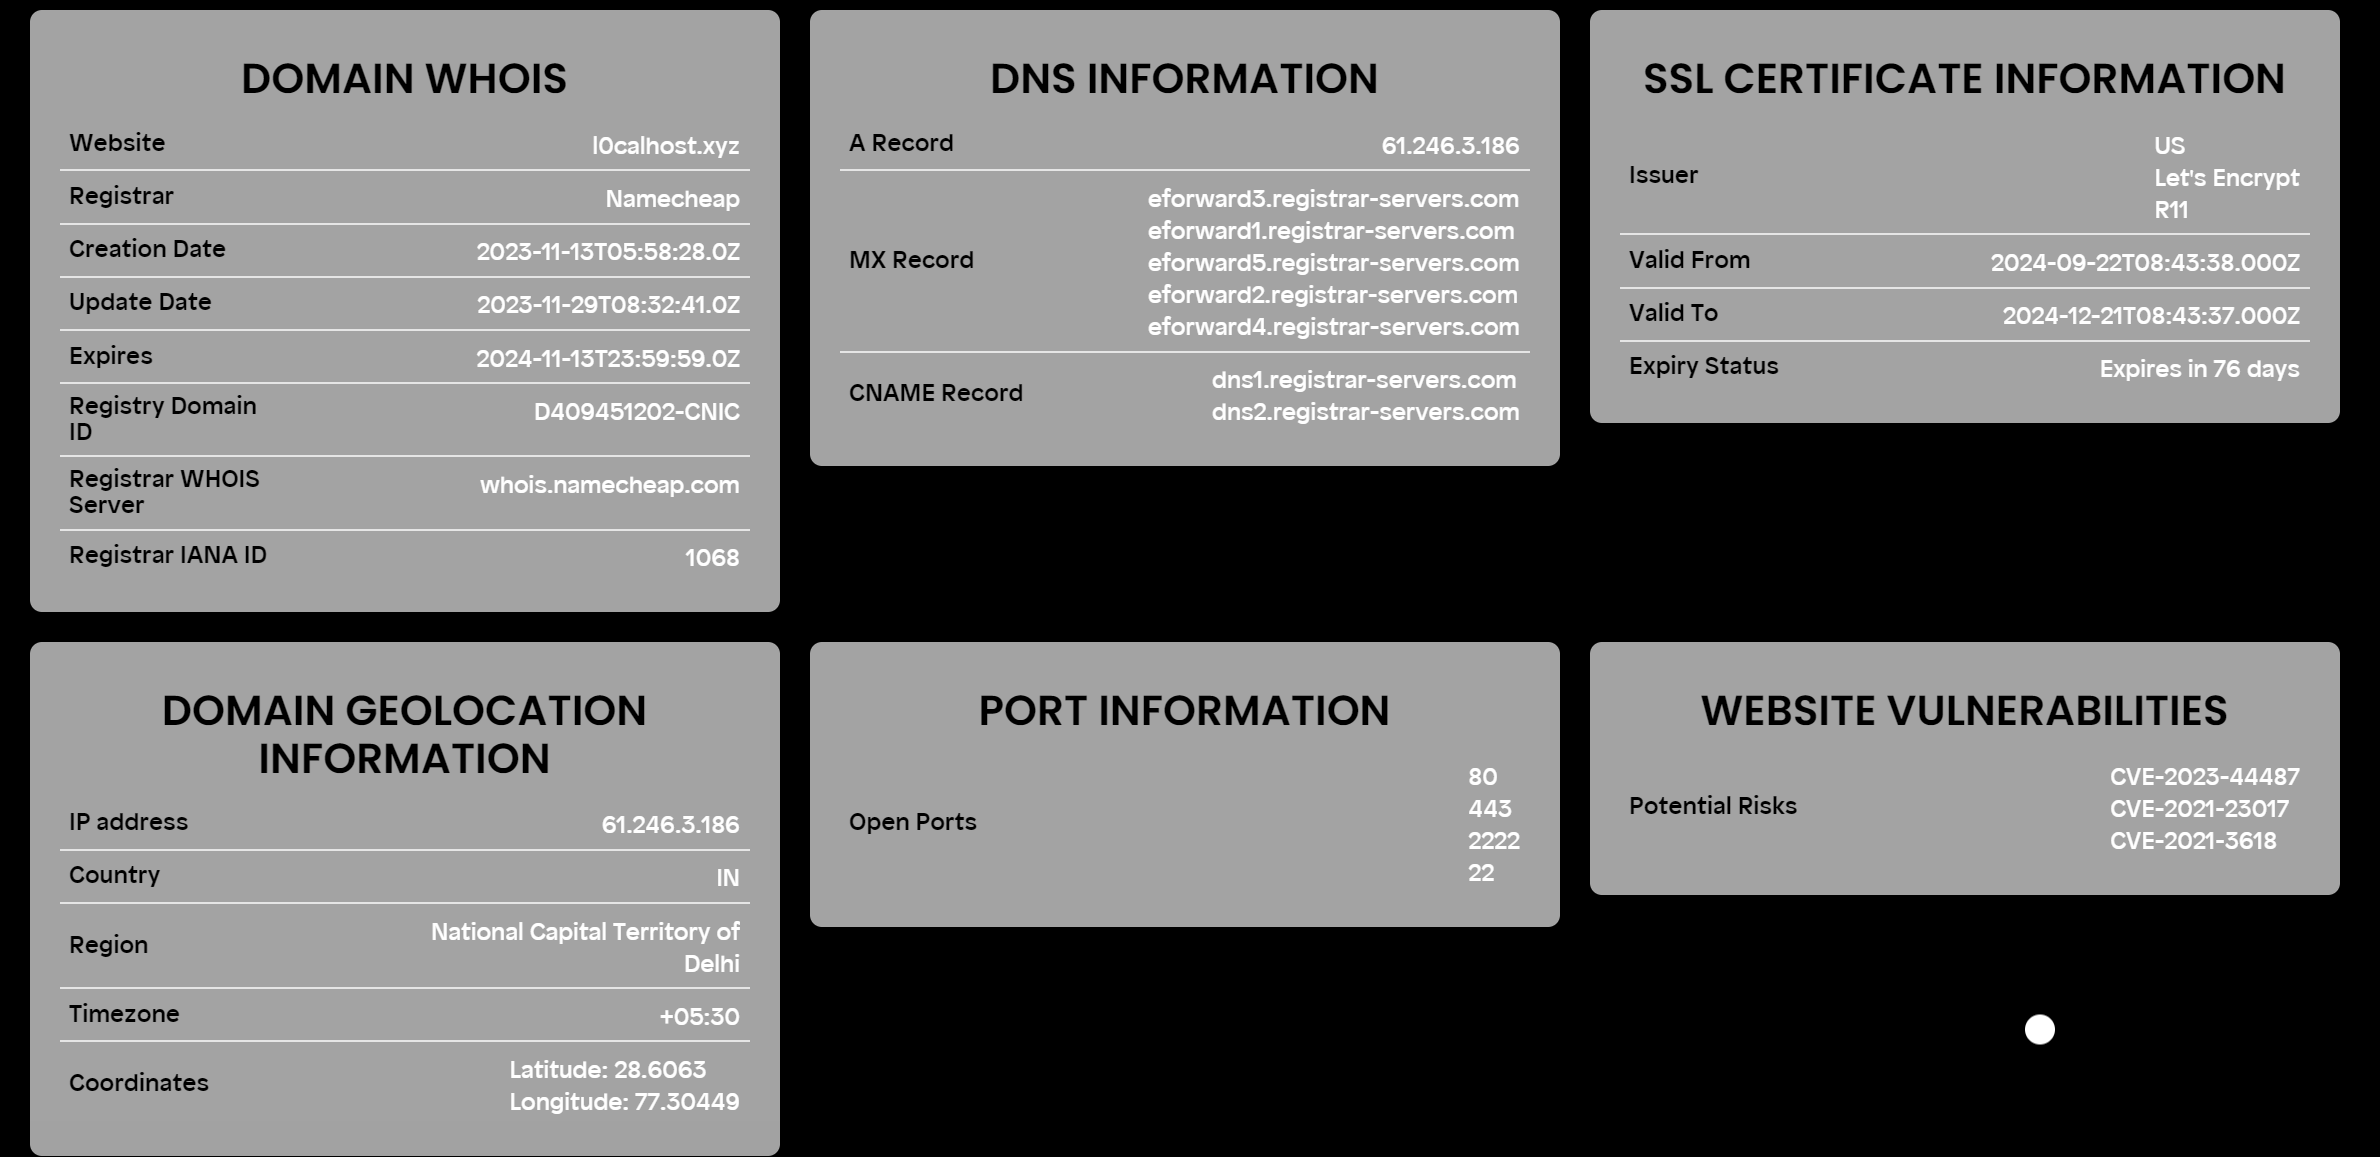 DOMAIN WHOIS
Website l0calhost.xyz
Registrar Namecheap
Creation Date 2023-11-13T05:58:28.0Z
Update Date 2023-11-29T08:32:41.0Z
Expires 2024-11-13T23:59:59.0Z
Registry Domain
ID
D409451202-CNIC
Registrar WHOIS
Server
whois.namecheap.com
Registrar IANA ID 1068
DNS INFORMATION
A Record 61.246.3.186
MX Record
eforward3.registrar-servers.com
eforward1.registrar-servers.com
eforward5.registrar-servers.com
eforward2.registrar-servers.com
eforward4.registrar-servers.com
CNAME Record
dns1.registrar-servers.com
dns2.registrar-servers.com
SSL CERTIFICATE INFORMATION
Issuer
US
Let's Encrypt
R11
Valid From 2024-09-22T08:43:38.000Z
Valid To 2024-12-21T08:43:37.000Z
Expiry Status Expires in 76 days
DOMAIN GEOLOCATION
INFORMATION
IP address 61.246.3.186
Country IN
Region
National Capital Territory of
Delhi
Timezone +05:30
Coordinates
Latitude: 28.6063
Longitude: 77.30449
PORT INFORMATION
Open Ports
80
443
2222
22
WEBSITE VULNERABILITIES
Potential Risks
CVE-2023-44487
CVE-2021-23017
CVE-2021-3618